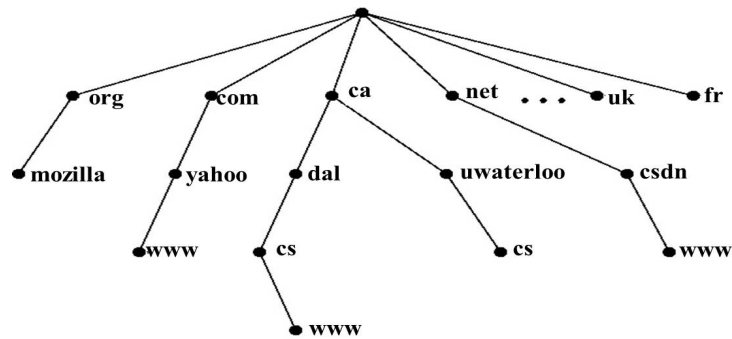 org com ca net . . . uk fr
mozilla yahoo dal uwaterloo csdn
www cs cs www
www